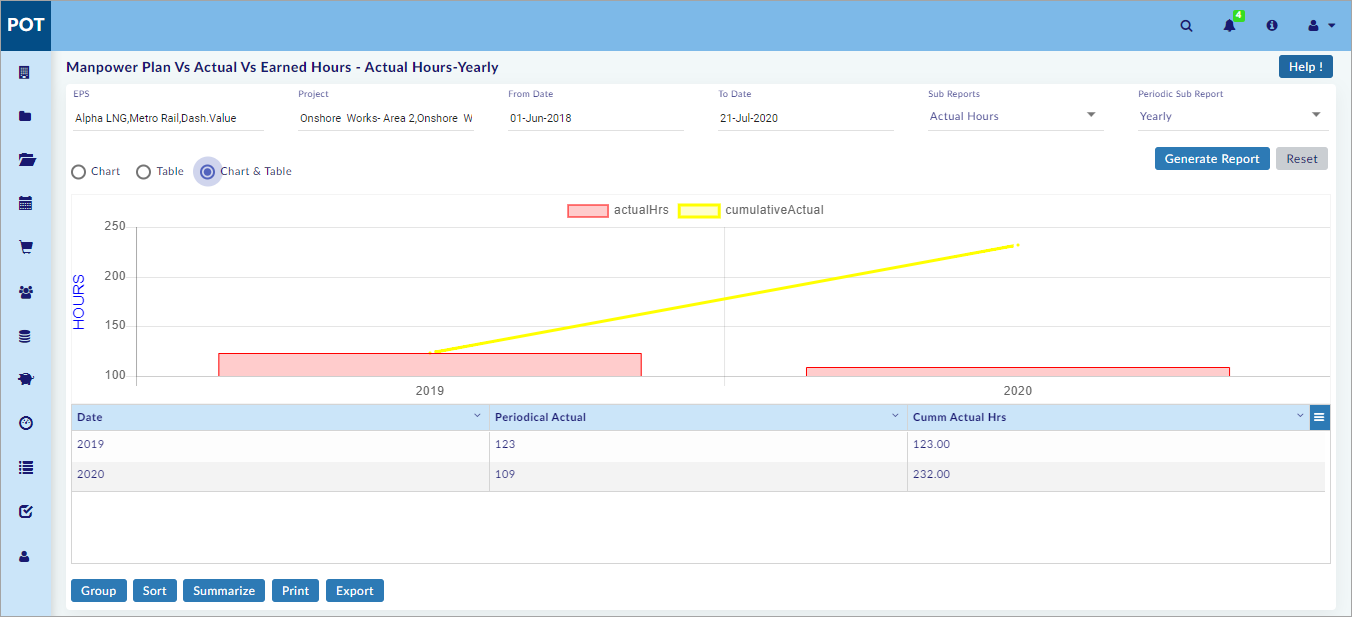 POT
4
Manpower Plan Vs Actual Vs Earned Hours - Actual Hours-Yearly
Help !
EPS
Project
From Date
To Date
Sub Reports
Periodic Sub Report
Alpha LNG,Metro Rail,Dash.Value
Onshore Works- Area 2,Onshore W
01-Jun-2018
21-Jul-2020
Actual Hours
Yearly
Generate Report
Reset
Chart
Table
Chart & Table
actualHrs
cumulativeActual
250
200
150
100
HOURS
2019
2020
Date
Periodical Actual
Cumm Actual Hrs
2019
123
123.00
2020
109
232.00
Group
Sort
Summarize
Print
Export